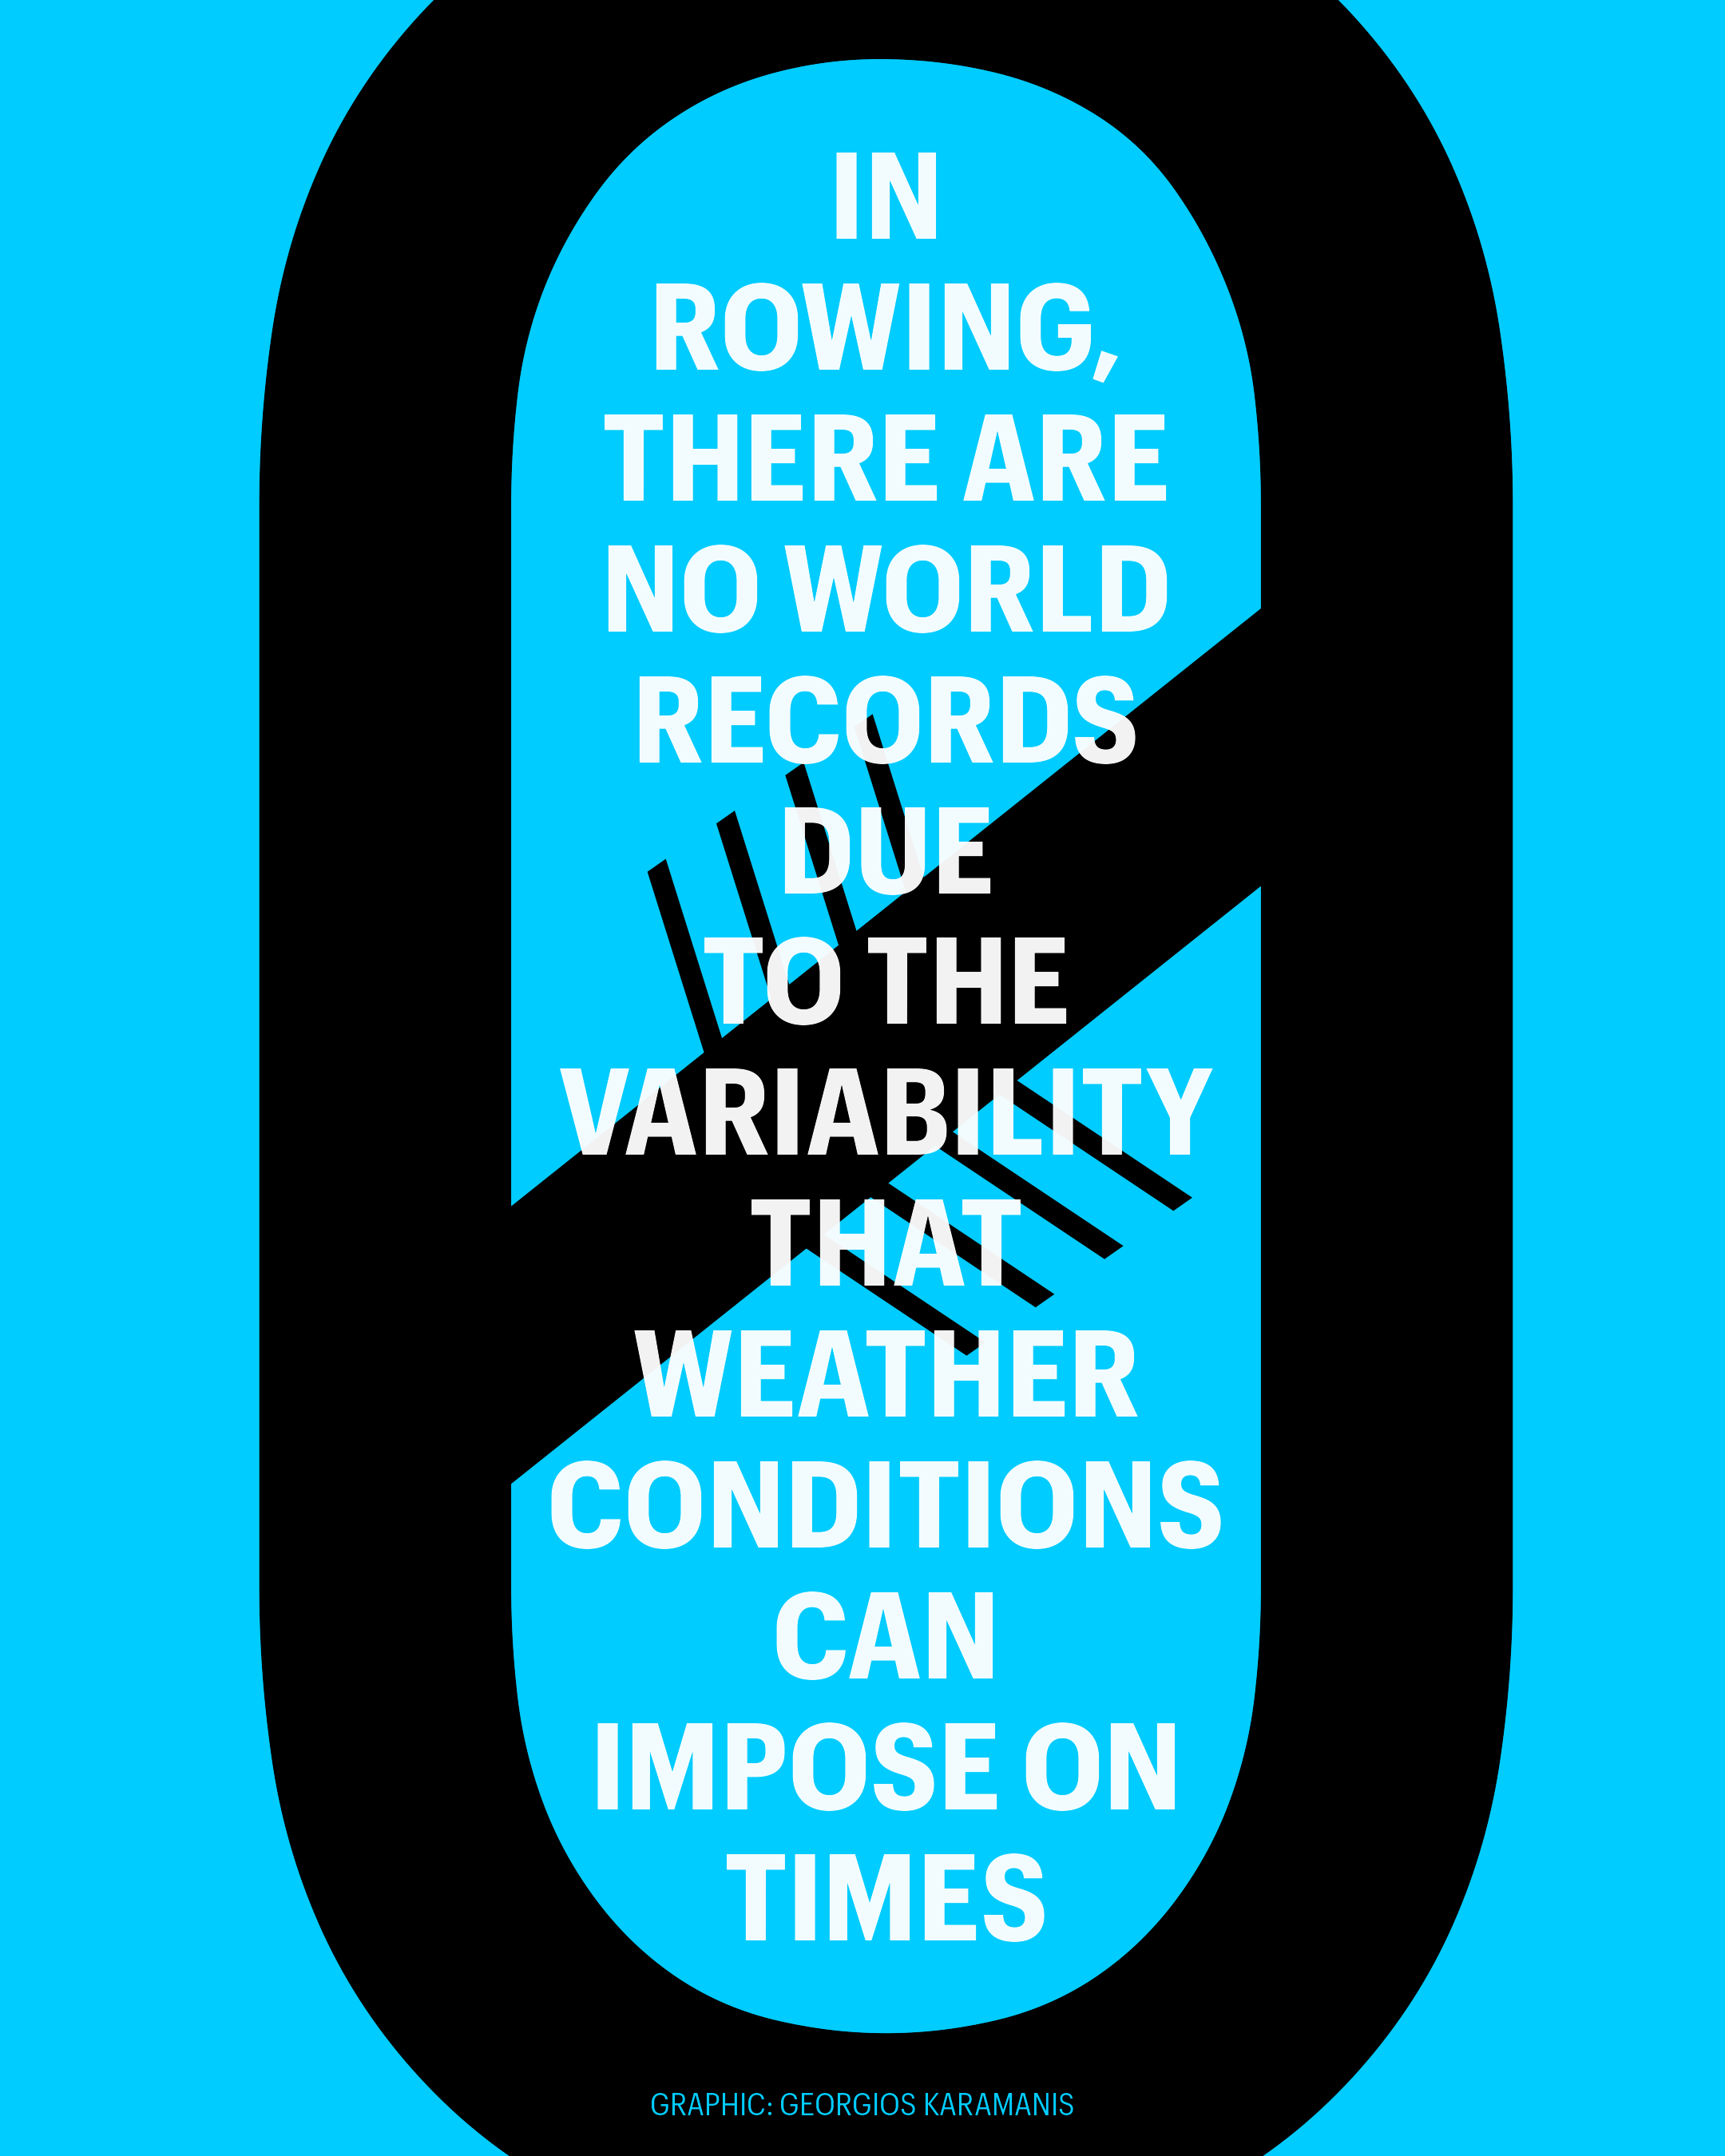 IN
ROWING,
THERE ARE
NO WORLD
RECORDS
DUE
TO THE
VARIABILITY
THAT
WEATHER
CONDITIONS
CAN
IMPOSE ON
TIMES
GRAPHIC: GEORGIOS KARAMANIS